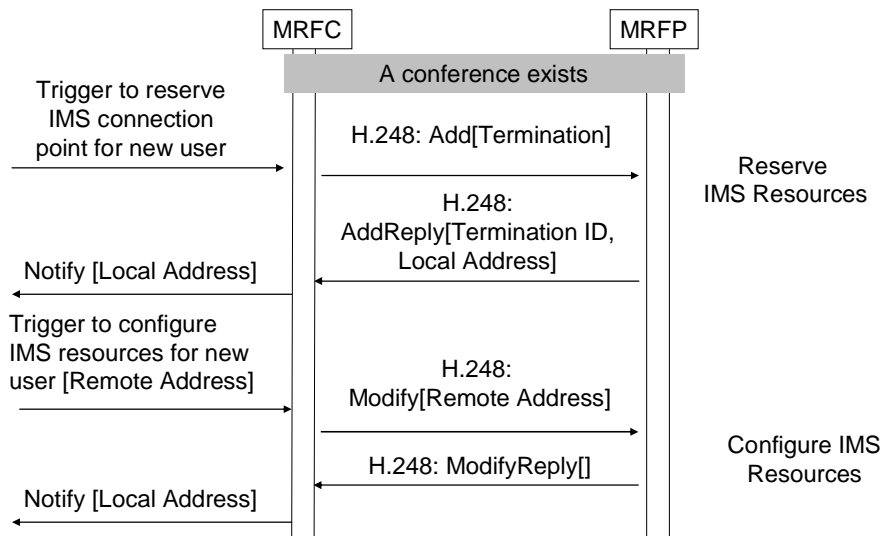 MRFC
MRFP
A conference exists
Trigger to reserve
IMS connection
point for new user
H.248: Add[Termination]
Reserve
IMS Resources
H.248:
AddReply[Termination ID,
Local Address]
Notify [Local Address]
Trigger to configure
IMS resources for new
user [Remote Address]
H.248:
Modify[Remote Address]
Configure IMS
Resources
H.248: ModifyReply[]
Notify [Local Address]